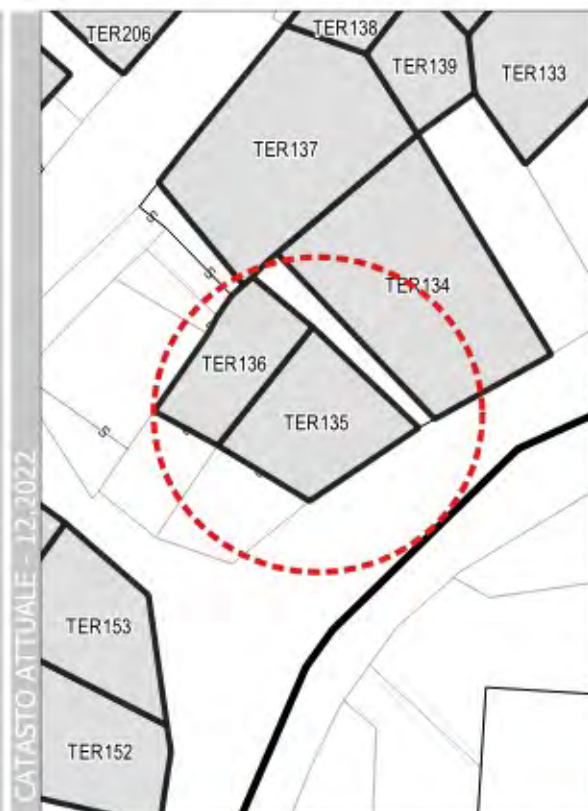 TER206
TER138
TER139
TER133
TER137
S
S
TER134
TER136
TER135
S
TER153
TER152
CATASTO ATTUALE - 12.2022